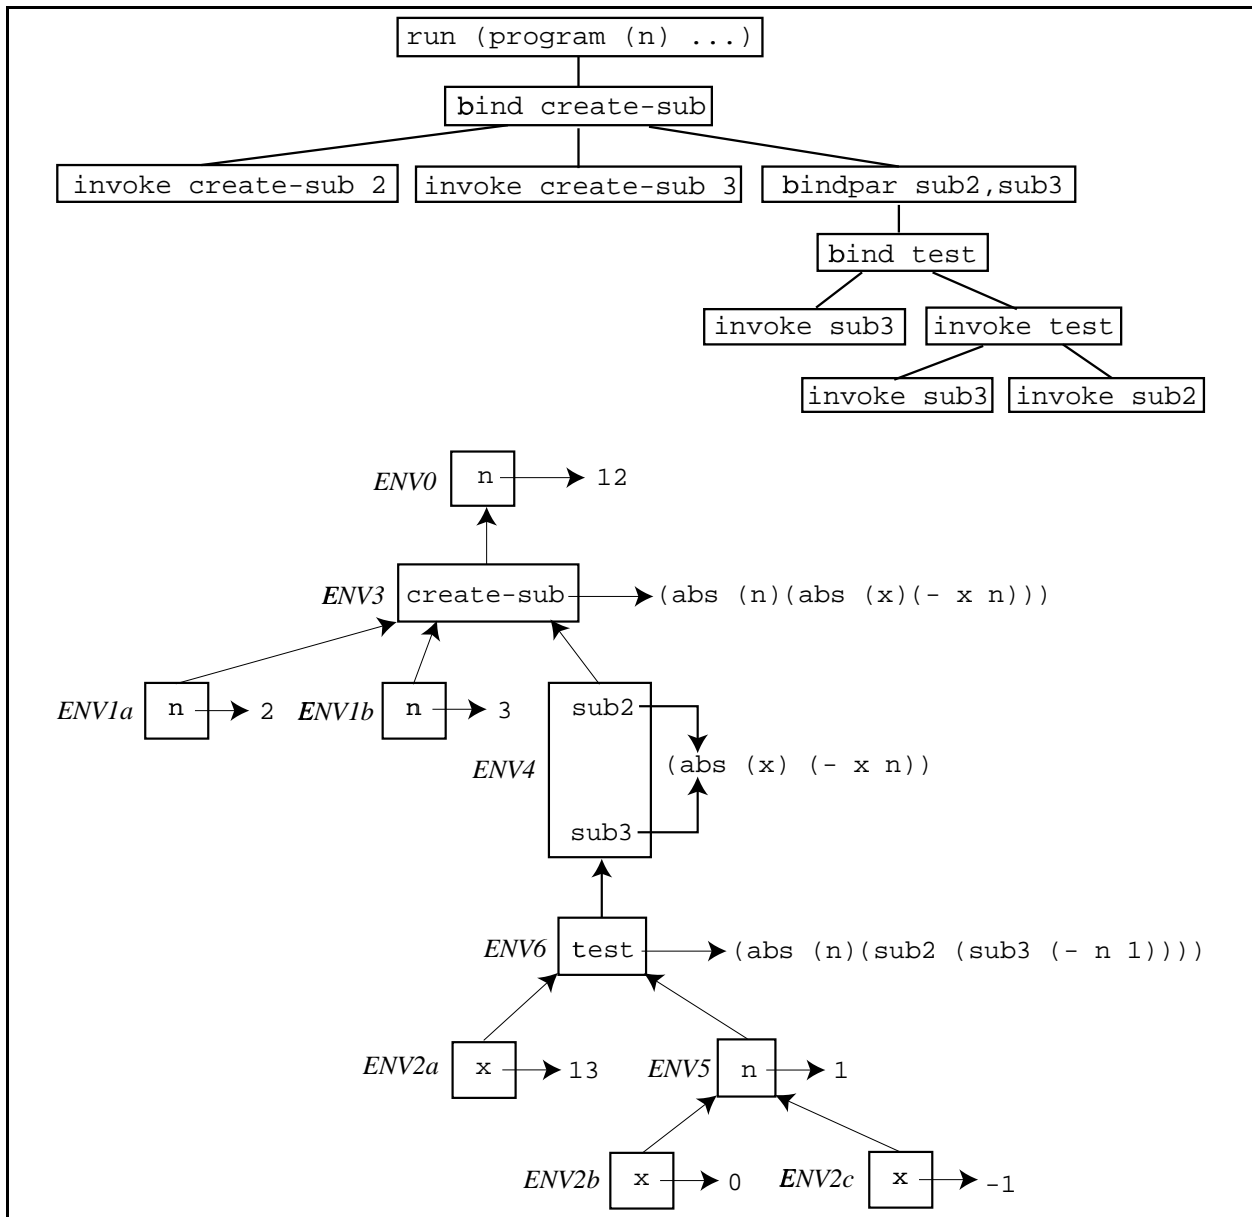 run (program (n) ...)
bind create-sub
invoke create-sub 2
invoke create-sub 3
bindpar sub2,sub3
bind test
invoke sub3
invoke test
invoke sub3
invoke sub2
ENV0 n 12
ENV3 create-sub (abs (n)(abs (x)(- x n)))
ENV1a n 2
ENV1b n 3
sub2
ENV4 (abs (x) (- x n))
sub3
ENV6 test (abs (n)(sub2 (sub3 (- n 1))))
ENV2a x 13
ENV5 n 1
ENV2b x 0
ENV2c x -1